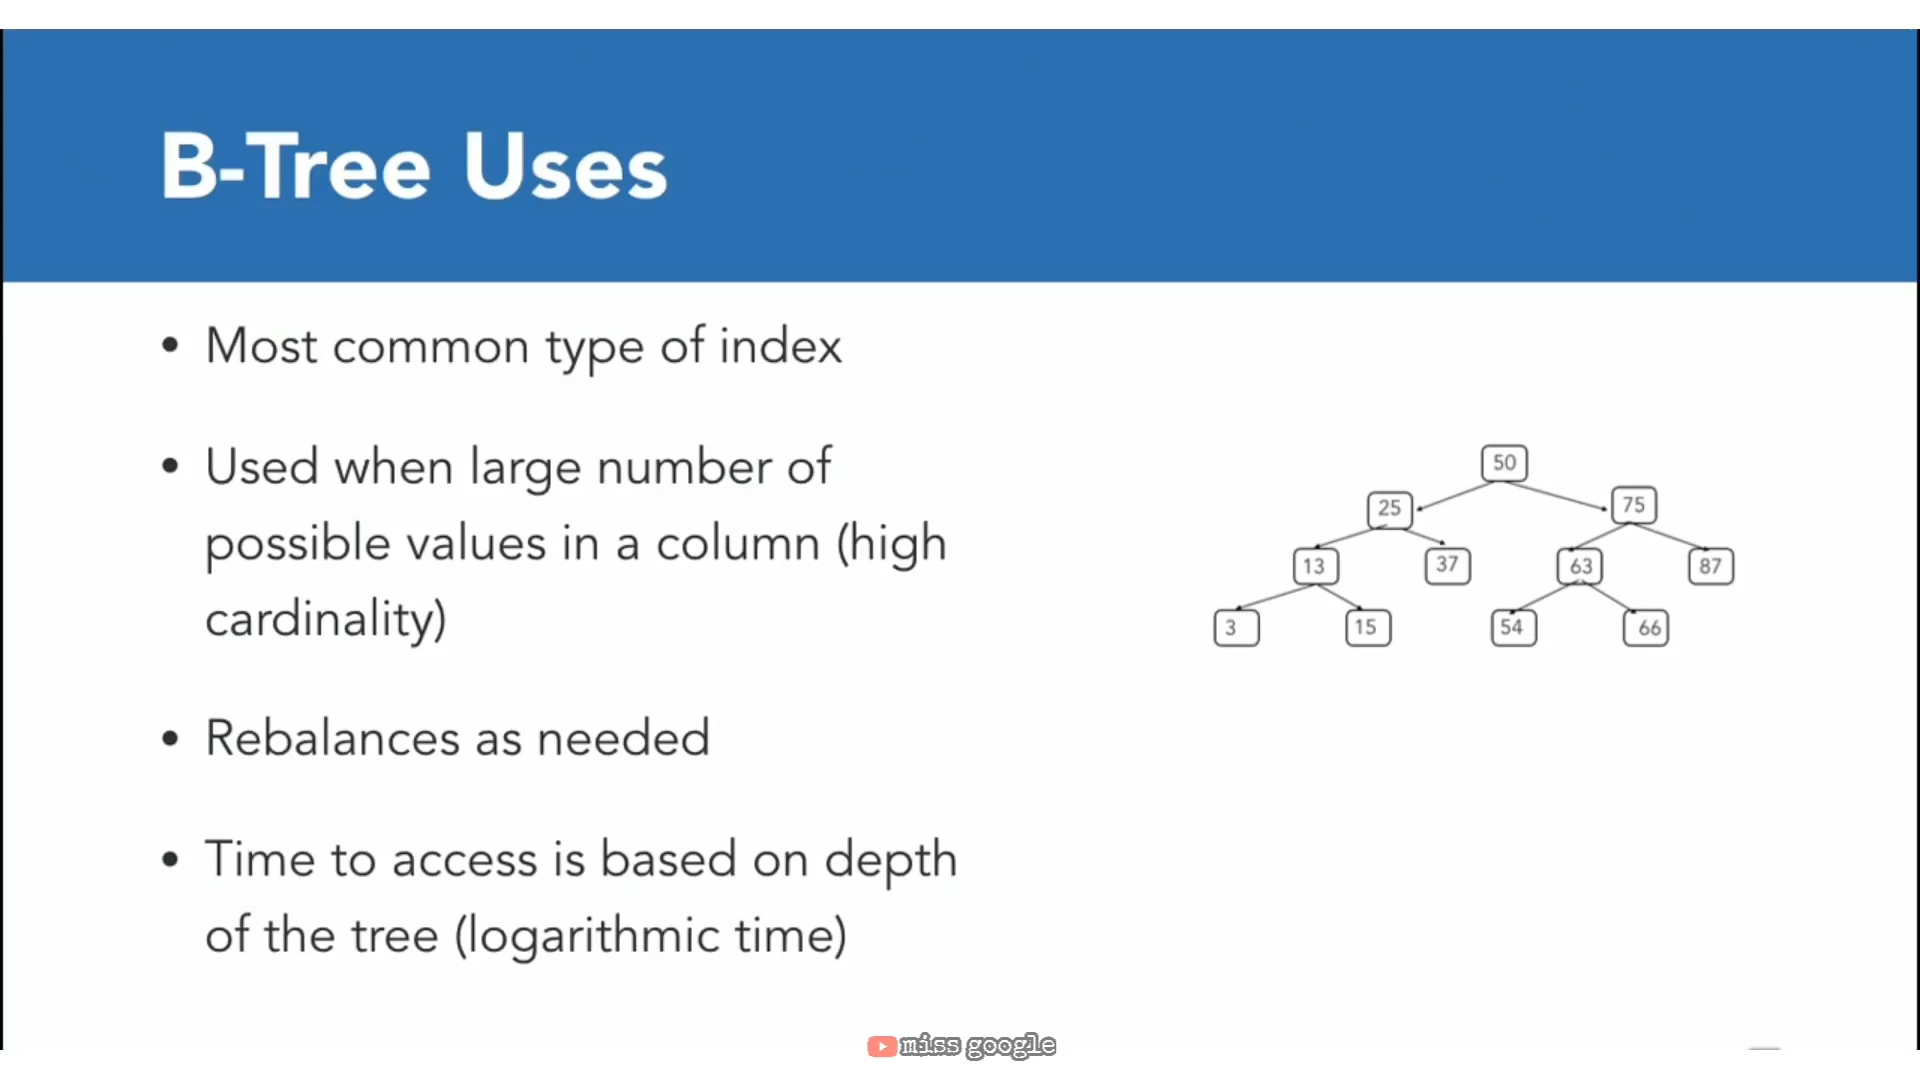 B-Tree Uses
• Most common type of index
• Used when large number of
possible values in a column (high
cardinality)
• Rebalances as needed
• Time to access is based on depth
of the tree (logarithmic time)
50
25 75
13 37 63 87
3 15 54 66
miss google